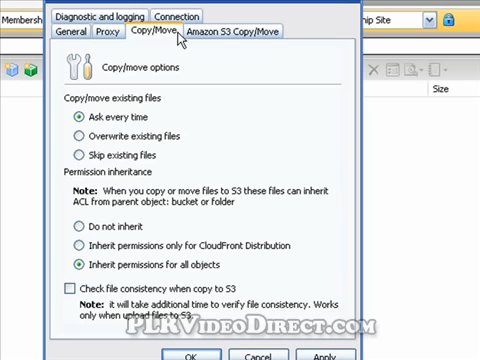 Membersh
hip Site
Diagnostic and logging
Connection
General
Proxy
Copy/Move
Amazon S3 Copy/Move
Size
Copy/move options
Copy/move existing files
Ask every time
Overwrite existing files
Skip existing files
Permission inheritance
Note: When you copy or move files to S3 these files can inherit
ACL from parent object: bucket or folder
Do not inherit
Inherit permissions only for CloudFront Distribution
Inherit permissions for all objects
Check file consistency when copy to S3
Note: it will take additional time to verify file consistency. Works
only when upload files to S3.
PLRVideoDirect.com
OK
Cancel
Apply